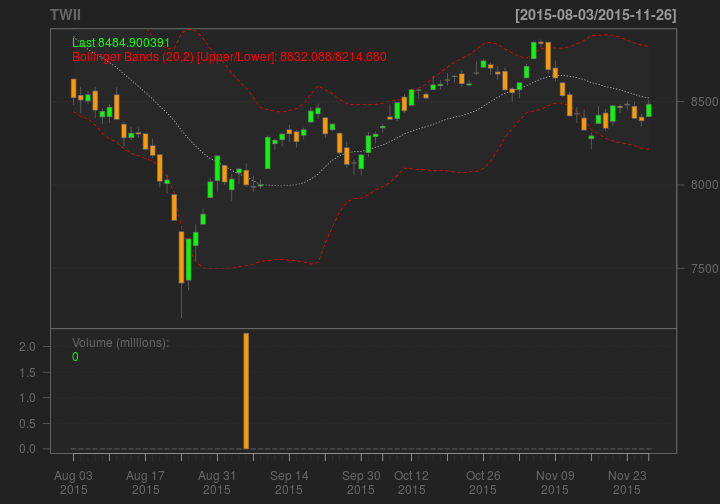 TWII [2015-08-03/2015-11-26]
Last 8484.900391
Bollinger Bands (20,2) [Upper/Lower]: 8832.088/8214.680
8500
8000
7500
Volume (millions):
0
2.0
1.5
1.0
0.5
0.0
Aug 03 Aug 17 Aug 31 Sep 14 Sep 30 Oct 12 Oct 26 Nov 09 Nov 23
2015 2015 2015 2015 2015 2015 2015 2015 2015